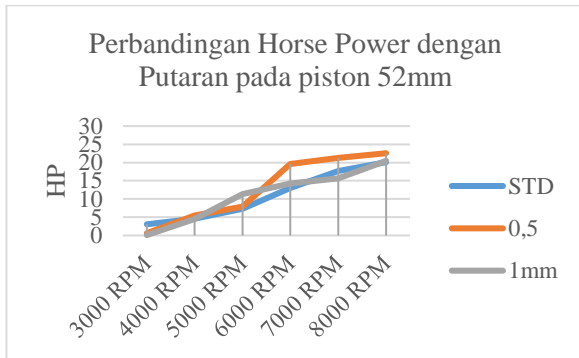 Perbandingan Horse Power dengan
Putaran pada piston 52mm
HP
30
25
20
15
10
5
0
3000 RPM
4000 RPM
5000 RPM
6000 RPM
7000 RPM
8000 RPM
STD
0,5
1mm